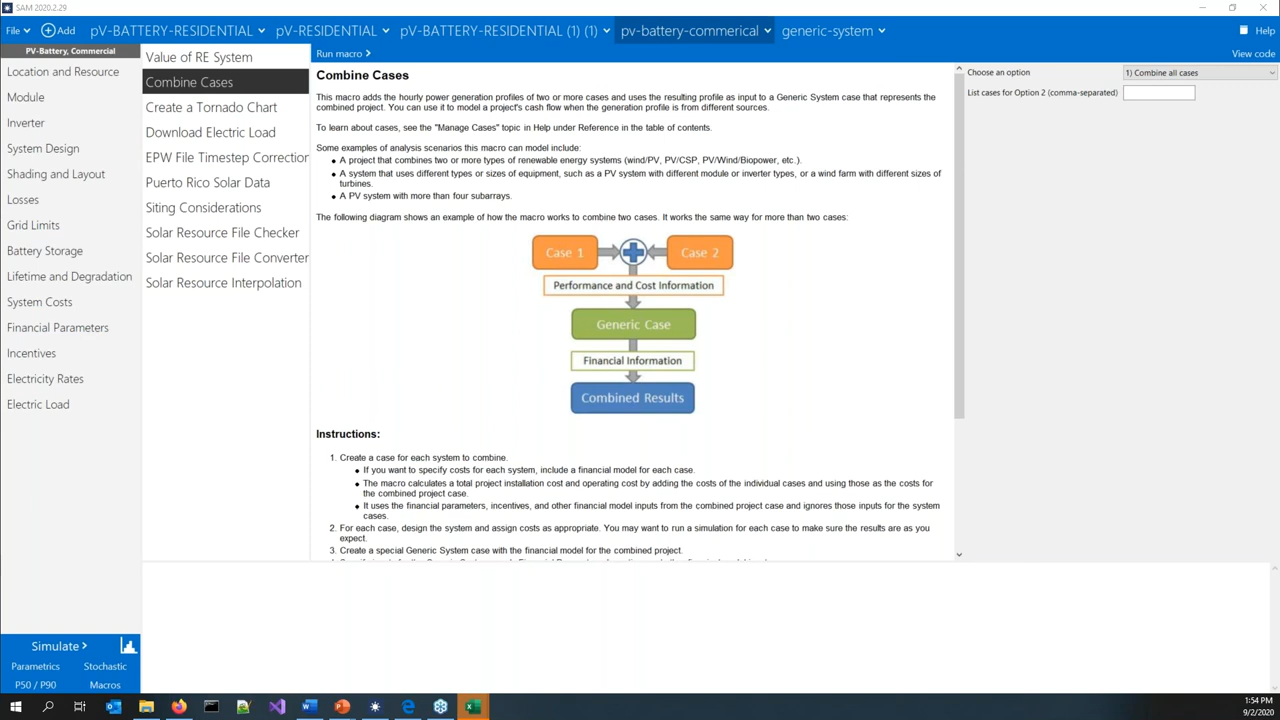 SAM 2020.2.29
File
Add
pV-BATTERY-RESIDENTIAL
pV-RESIDENTIAL
pV-BATTERY-RESIDENTIAL (1) (1)
pv-battery-commerical
generic-system
Help
PV-Battery, Commercial
Location and Resource
Module
Inverter
System Design
Shading and Layout
Losses
Grid Limits
Battery Storage
Lifetime and Degradation
System Costs
Financial Parameters
Incentives
Electricity Rates
Electric Load
Simulate >
Parametrics
Stochastic
P50 / P90
Macros
Value of RE System
Combine Cases
Create a Tornado Chart
Download Electric Load
EPW File Timestep Correction
Puerto Rico Solar Data
Siting Considerations
Solar Resource File Checker
Solar Resource File Converter
Solar Resource Interpolation
Run macro >
View code
Combine Cases
This macro adds the hourly power generation profiles of two or more cases and uses the resulting profile as input to a Generic System case that represents the
combined project. You can use it to model a project's cash flow when the generation profile is from different sources.
To learn about cases, see the "Manage Cases" topic in Help under Reference in the table of contents.
Some examples of analysis scenarios this macro can model include:
● A project that combines two or more types of renewable energy systems (wind/PV, PV/CSP, PV/Wind/Biopower, etc.).
● A system that uses different types or sizes of equipment, such as a PV system with different module or inverter types, or a wind farm with different sizes of
turbines.
● A PV system with more than four subarrays.
The following diagram shows an example of how the macro works to combine two cases. It works the same way for more than two cases:
Case 1
Case 2
Performance and Cost Information
Generic Case
Financial Information
Combined Results
Instructions:
1. Create a case for each system to combine.
● If you want to specify costs for each system, include a financial model for each case.
● The macro calculates a total project installation cost and operating cost by adding the costs of the individual cases and using those as the costs for
the combined project case.
● It uses the financial parameters, incentives, and other financial model inputs from the combined project case and ignores those inputs for the system
cases.
2. For each case, design the system and assign costs as appropriate. You may want to run a simulation for each case to make sure the results are as you
expect.
3. Create a special Generic System case with the financial model for the combined project.
Choose an option
1) Combine all cases
List cases for Option 2 (comma-separated)
1:54 PM
9/2/2020